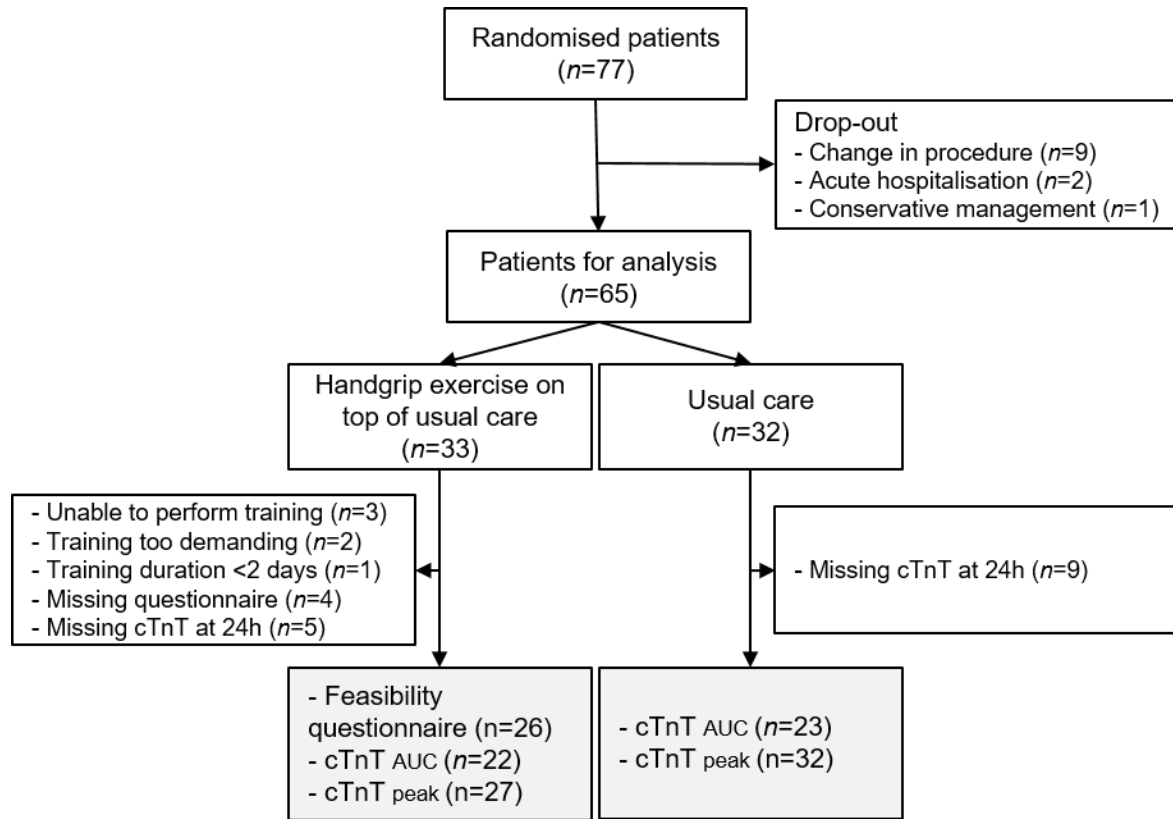 Randomised patients
(n=77)
Drop-out
- Change in procedure (n=9)
- Acute hospitalisation (n=2)
- Conservative management (n=1)
Patients for analysis
(n=65)
Handgrip exercise on
top of usual care
(n=33)
Usual care
(n=32)
- Unable to perform training (n=3)
- Training too demanding (n=2)
- Training duration <2 days (n=1)
- Missing questionnaire (n=4)
- Missing cTnT at 24h (n=5)
- Missing cTnT at 24h (n=9)
- Feasibility
questionnaire (n=26)
- cTnT AUC (n=22)
- cTnT peak (n=27)
- cTnT AUC (n=23)
- cTnT peak (n=32)